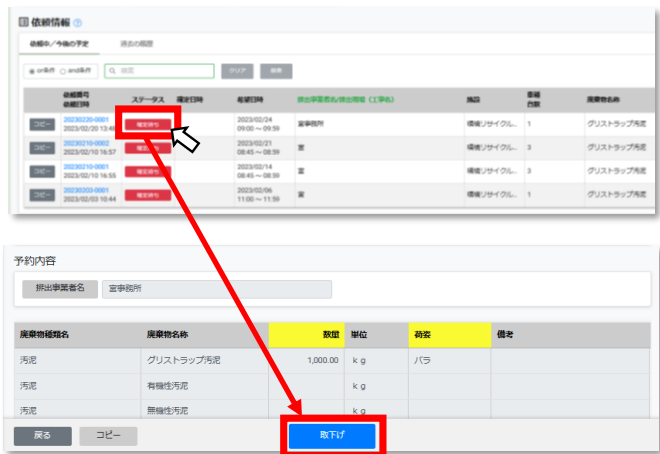 依頼情報
依頼中／今後の予定 過去の履歴
or条件 and条件 検索 クリア 検索
依頼番号 ステータス 確定日時 希望日時 排出事業者名/排出現場（工事名） 施設 車種 廃棄物名称
依頼日時 台数
コピー 20230220-0001 確定待ち 2023/02/24 室事務所 環境リサイクル... 1 グリストラップ汚泥
2023/02/20 13:48 09:00 ～ 09:59
コピー 20230210-0002 確定待ち 2023/02/21 環境リサイクル... 3 グリストラップ汚泥
2023/02/10 16:57 08:45 ～ 08:59
コピー 20230210-0001 確定待ち 2023/02/14 環境リサイクル... 3 グリストラップ汚泥
2023/02/10 16:55 08:45 ～ 08:59
コピー 20230203-0001 確定待ち 2023/02/06 環境リサイクル... 1 グリストラップ汚泥
2023/02/03 10:44 11:00 ～ 11:59
予約内容
排出事業者名 室事務所
廃棄物種類名 廃棄物名称 数量 単位 荷姿 備考
汚泥 グリストラップ汚泥 1,000.00 ｋｇ バラ
汚泥 有機性汚泥 ｋｇ
汚泥 無機性汚泥 ｋｇ
戻る コピー 取下げ